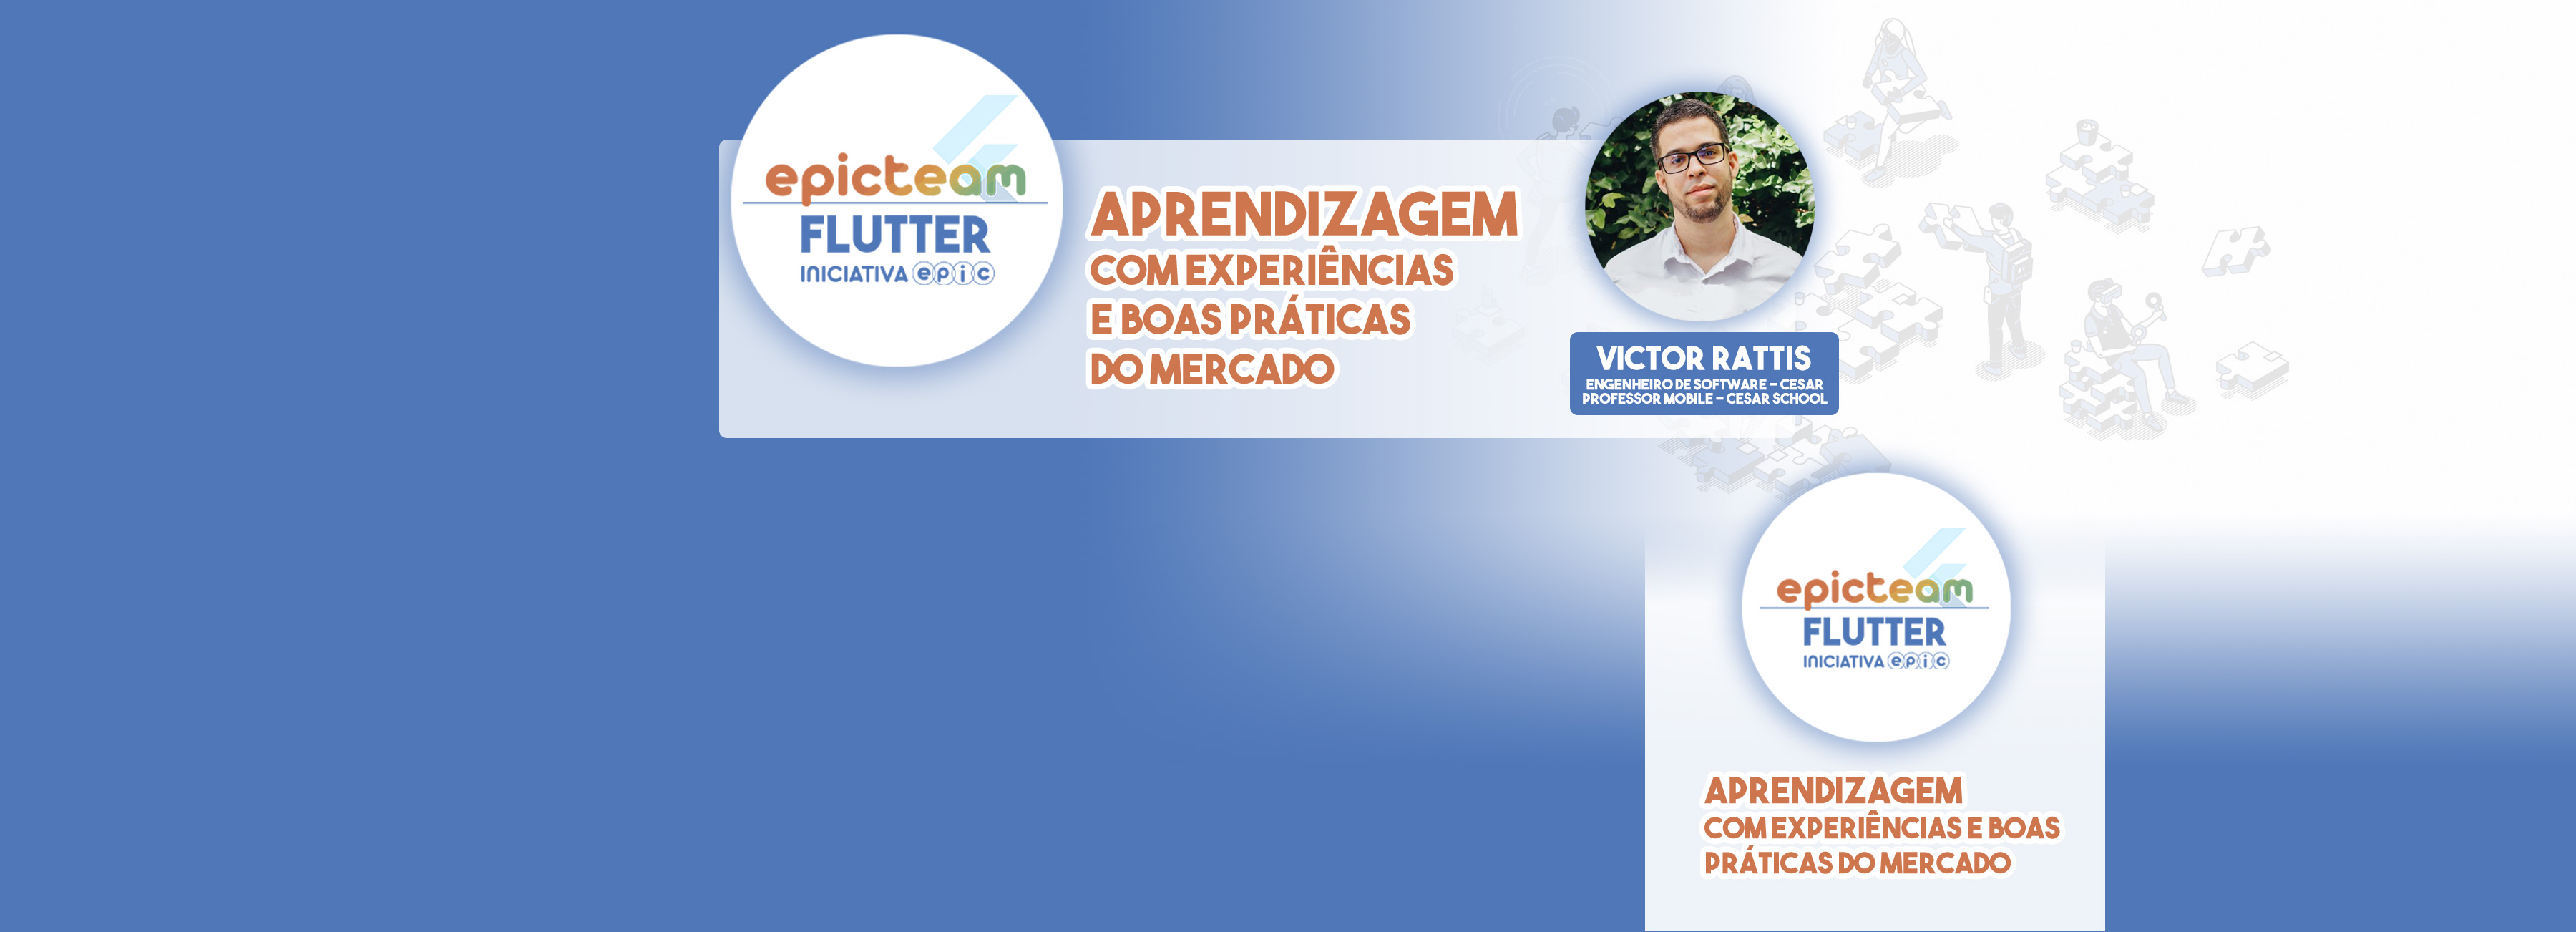 epicteam
FLUTTER
INICIATIVA epic
APRENDIZAGEM
COM EXPERIÊNCIAS
E BOAS PRÁTICAS
DO MERCADO
VICTOR RATTIS
ENGENHEIRO DE SOFTWARE - CESAR
PROFESSOR MOBILE - CESAR SCHOOL
epicteam
FLUTTER
INICIATIVA epic
APRENDIZAGEM
COM EXPERIÊNCIAS E BOAS
PRÁTICAS DO MERCADO